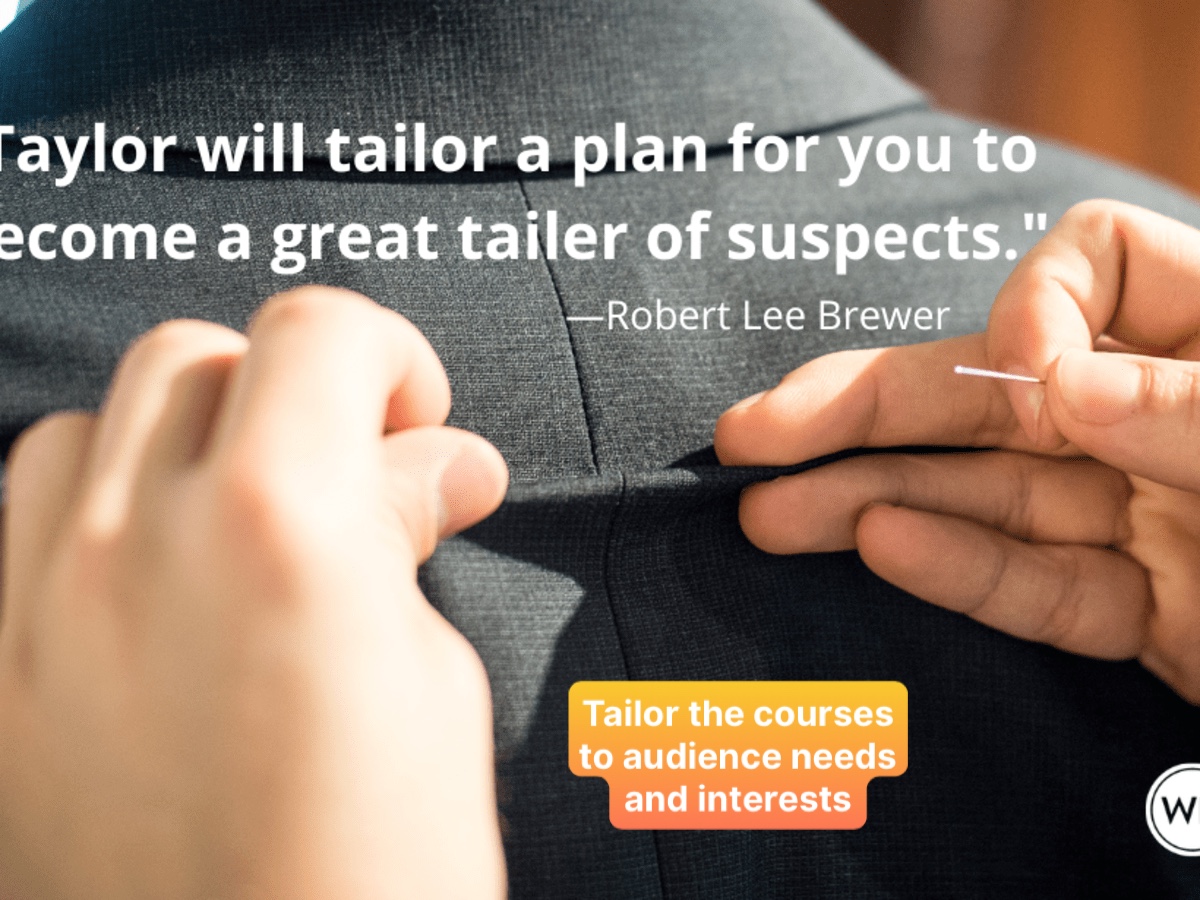 Taylor will tailor a plan for you to
ecome a great tailer of suspects."
—Robert Lee Brewer
Tailor the courses
to audience needs
and interests